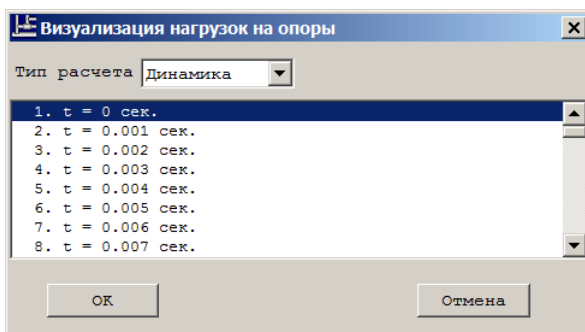 Визуализация нагрузок на опоры
Тип расчета Динамика
1. t = 0 сек.
2. t = 0.001 сек.
3. t = 0.002 сек.
4. t = 0.003 сек.
5. t = 0.004 сек.
6. t = 0.005 сек.
7. t = 0.006 сек.
8. t = 0.007 сек.
ОК Отмена